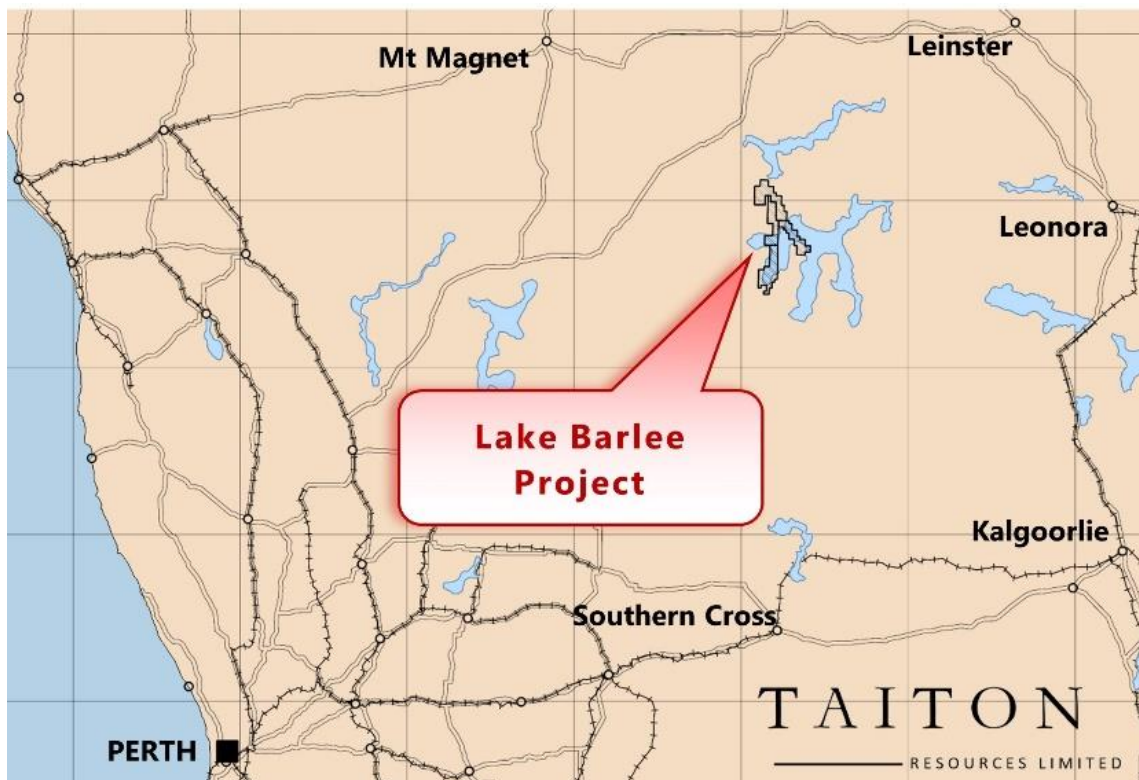 Mt Magnet
Leinster
Leonora
Lake Barlee
Project
Kalgoorlie
Southern Cross
TAITON
RESOURCES LIMITED
PERTH